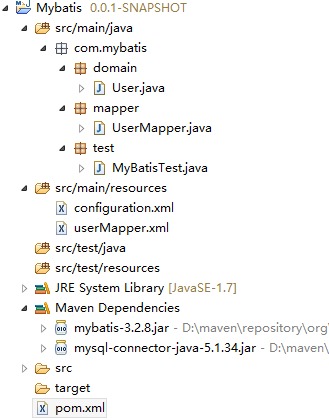 Mybatis 0.0.1-SNAPSHOT
src/main/java
com.mybatis
domain
User.java
mapper
UserMapper.java
test
MyBatisTest.java
src/main/resources
configuration.xml
userMapper.xml
src/test/java
src/test/resources
JRE System Library [JavaSE-1.7]
Maven Dependencies
mybatis-3.2.8.jar - D:\maven\repository\org\
mysql-connector-java-5.1.34.jar - D:\maven\
src
target
pom.xml